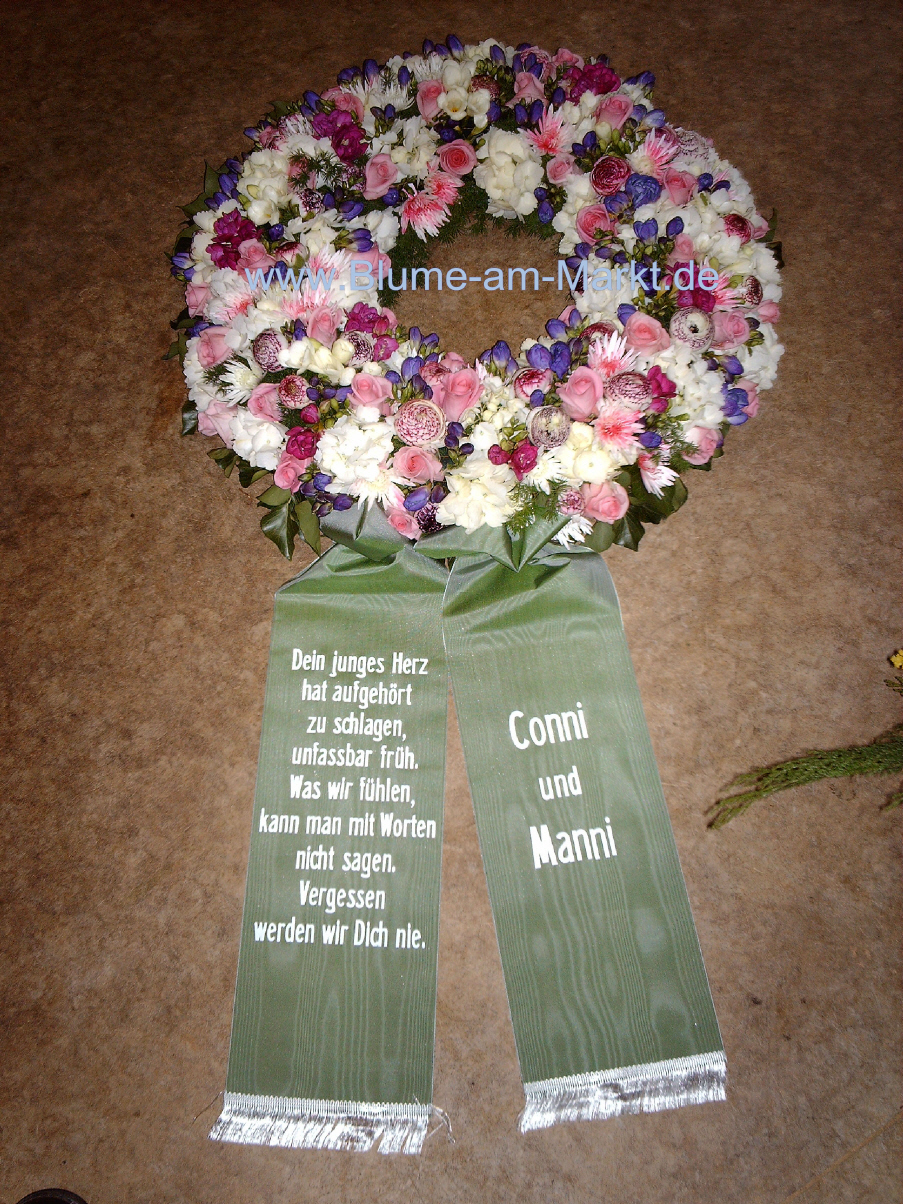 www.Blume-am-Markt.de
Dein junges Herz
hat aufgehört
zu schlagen,
unfassbar früh.
Was wir fühlen,
kann man mit Worten
nicht sagen.
Vergessen
werden wir Dich nie.
Conni
und
Manni